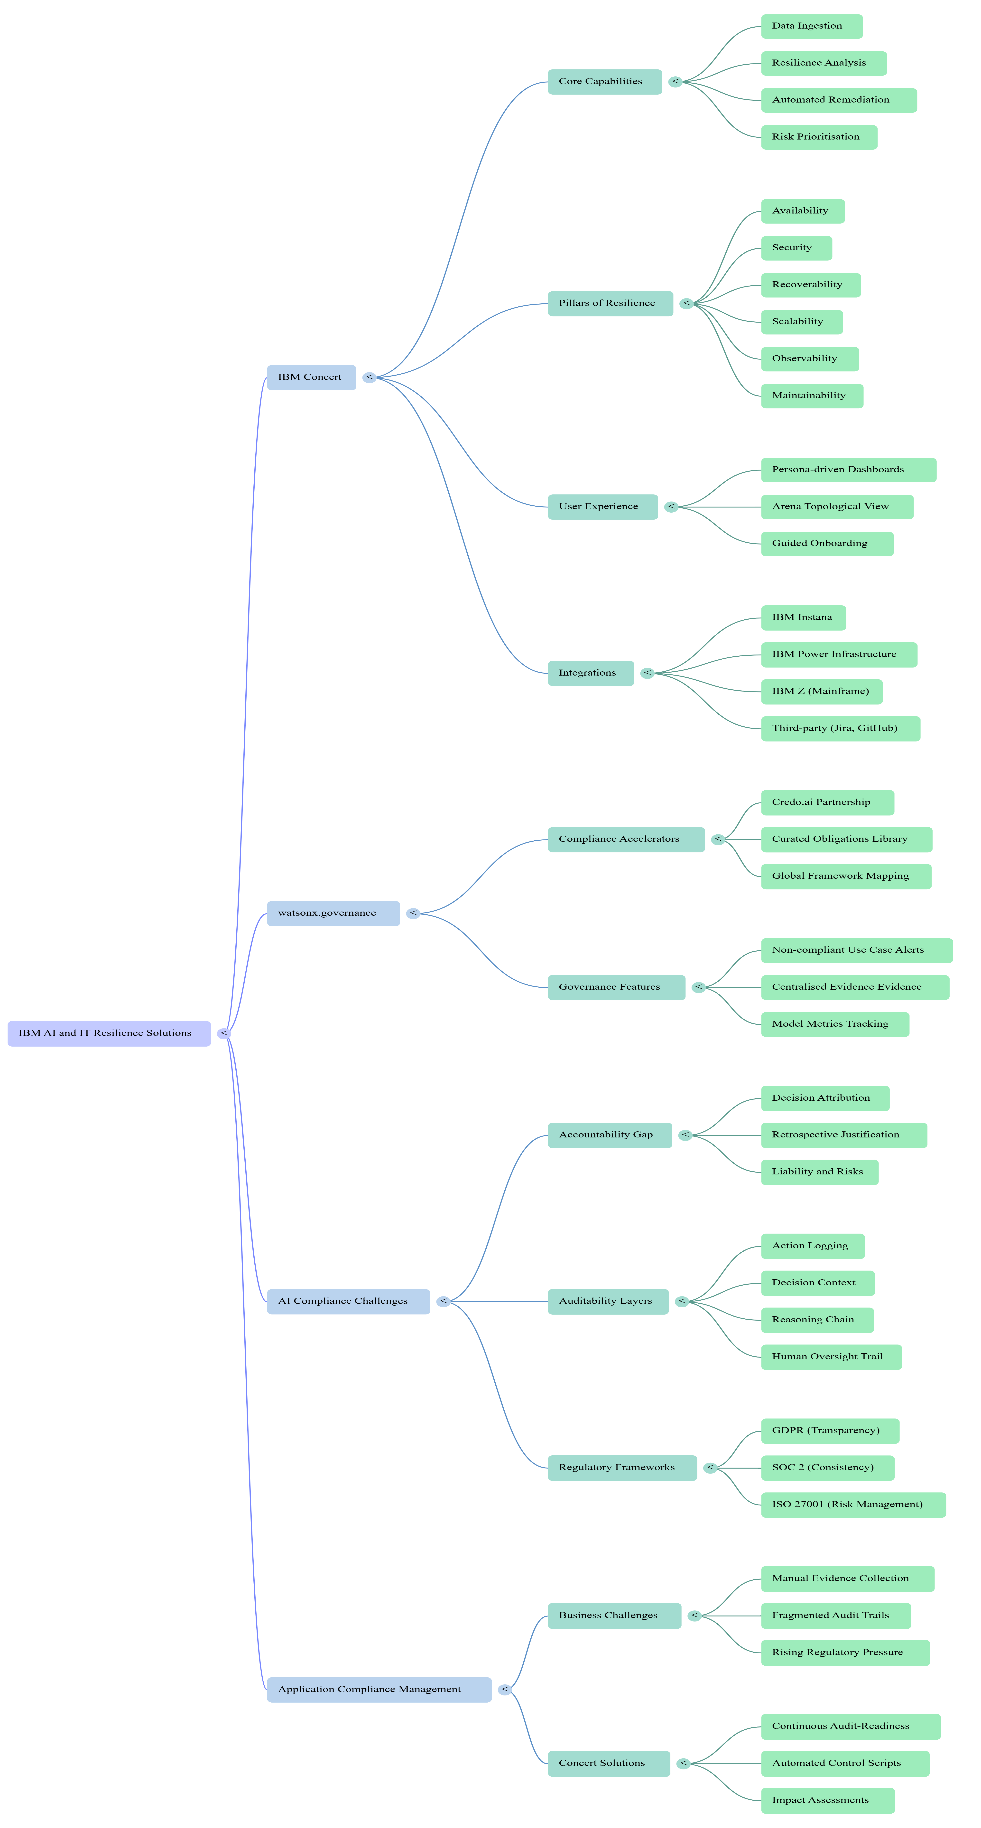 IBM AI and IT Resilience Solutions
<
IBM Concert
<
Core Capabilities
<
Data Ingestion
Resilience Analysis
Automated Remediation
Risk Prioritisation
Pillars of Resilience
<
Availability
Security
Recoverability
Scalability
Observability
Maintainability
User Experience
<
Persona-driven Dashboards
Arena Topological View
Guided Onboarding
Integrations
<
IBM Instana
IBM Power Infrastructure
IBM Z (Mainframe)
Third-party (Jira, GitHub)
watsonx.governance
<
Compliance Accelerators
<
Credo.ai Partnership
Curated Obligations Library
Global Framework Mapping
Governance Features
<
Non-compliant Use Case Alerts
Centralised Evidence Evidence
Model Metrics Tracking
AI Compliance Challenges
<
Accountability Gap
<
Decision Attribution
Retrospective Justification
Liability and Risks
Auditability Layers
<
Action Logging
Decision Context
Reasoning Chain
Human Oversight Trail
Regulatory Frameworks
<
GDPR (Transparency)
SOC 2 (Consistency)
ISO 27001 (Risk Management)
Application Compliance Management
<
Business Challenges
<
Manual Evidence Collection
Fragmented Audit Trails
Rising Regulatory Pressure
Concert Solutions
<
Continuous Audit-Readiness
Automated Control Scripts
Impact Assessments